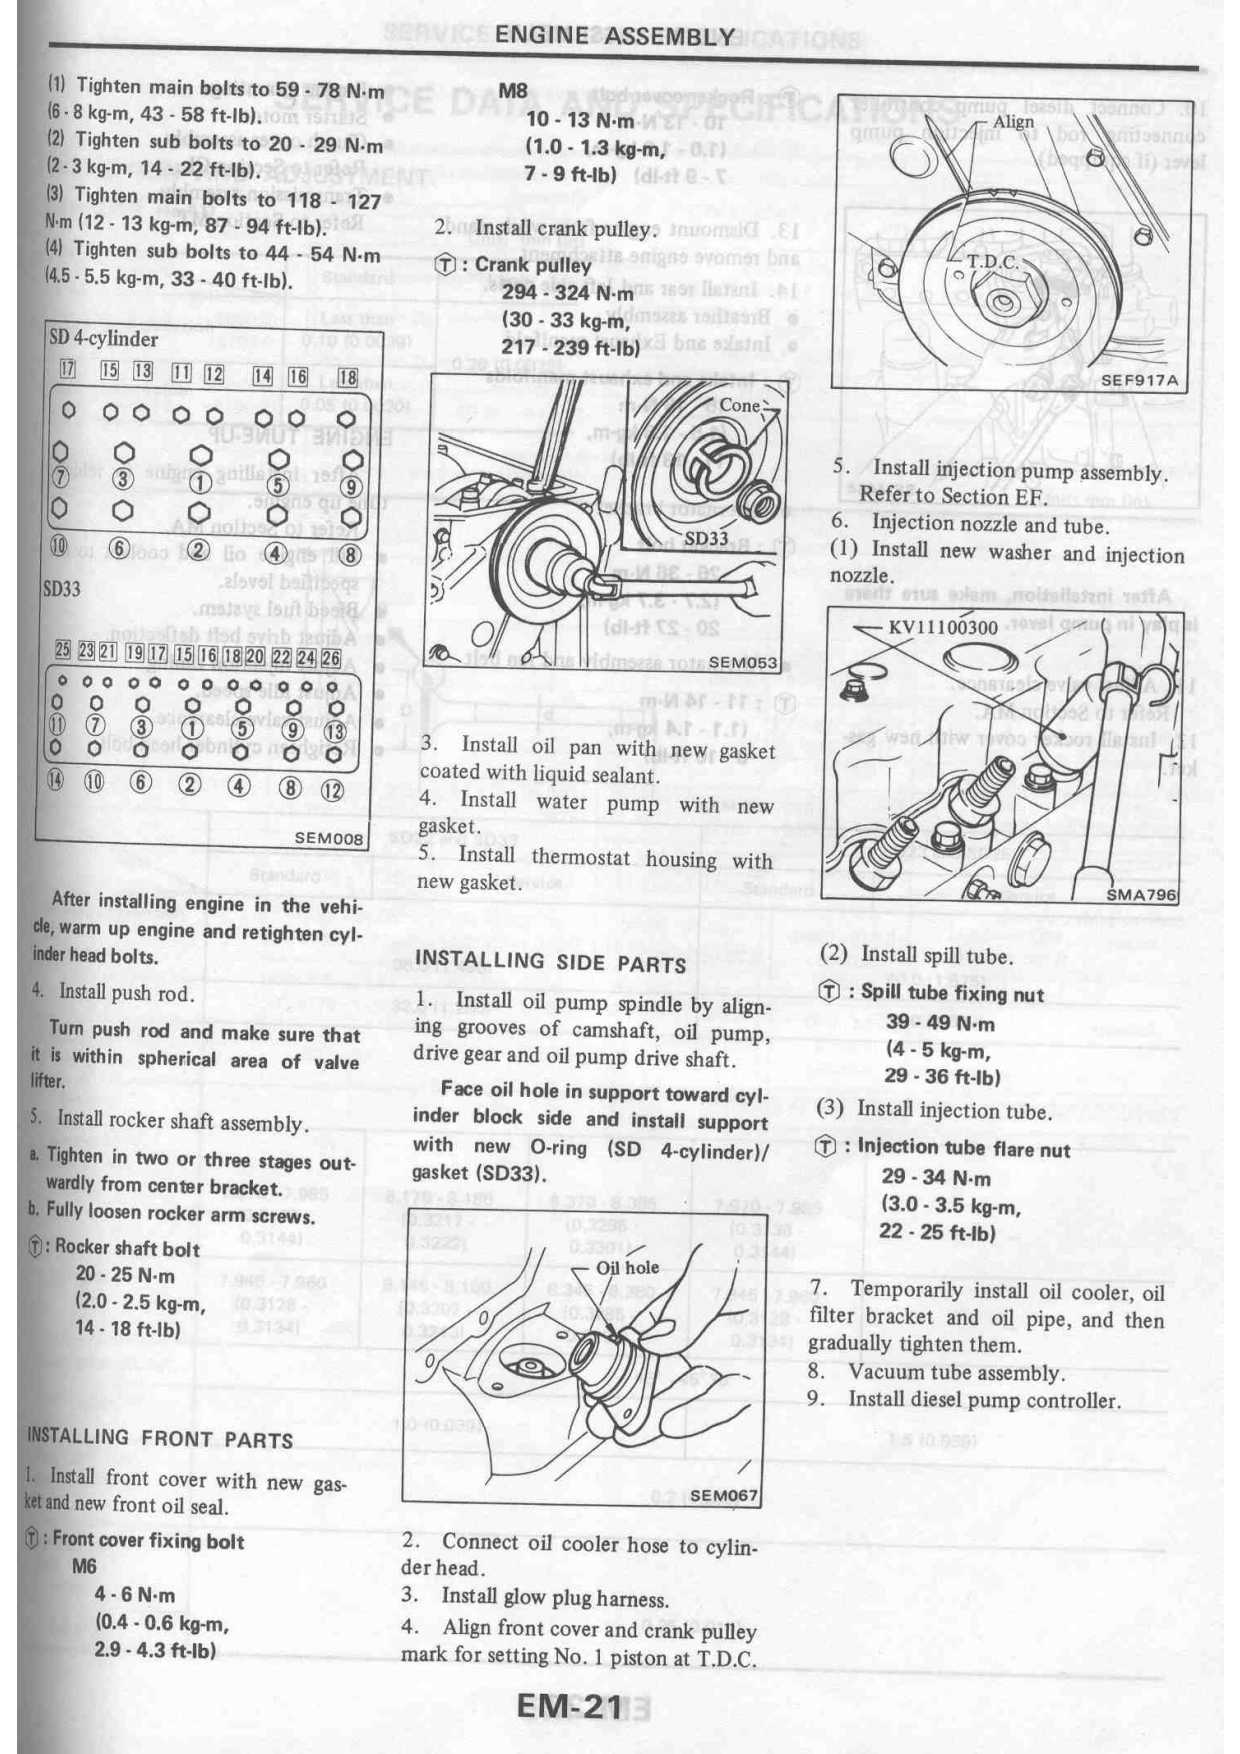 ENGINE ASSEMBLY
(1) Tighten main bolts to 59 - 78 N·m
(6 - 8 kg-m, 43 - 58 ft-lb).
(2) Tighten sub bolts to 20 - 29 N·m
(2 - 3 kg-m, 14 - 22 ft-lb).
(3) Tighten main bolts to 118 - 127
N·m (12 - 13 kg-m, 87 - 94 ft-lb).
(4) Tighten sub bolts to 44 - 54 N·m
(4.5 - 5.5 kg-m, 33 - 40 ft-lb).
SD 4-cylinder
17 15 13 11 12 14 16 18
7 3 1 5 9
10 6 2 4 8
SD33
25 23 21 19 17 15 16 18 20 22 24 26
11 7 3 1 5 9 13
14 10 6 2 4 8 12
SEM008
After installing engine in the vehi-
cle, warm up engine and retighten cyl-
inder head bolts.
4. Install push rod.
Turn push rod and make sure that
it is within spherical area of valve
lifter.
5. Install rocker shaft assembly.
a. Tighten in two or three stages out-
wardly from center bracket.
b. Fully loosen rocker arm screws.
Ⓣ : Rocker shaft bolt
20 - 25 N·m
(2.0 - 2.5 kg-m,
14 - 18 ft-lb)
INSTALLING FRONT PARTS
1. Install front cover with new gas-
ket and new front oil seal.
Ⓣ : Front cover fixing bolt
M6
4 - 6 N·m
(0.4 - 0.6 kg-m,
2.9 - 4.3 ft-lb)
M8
10 - 13 N·m
(1.0 - 1.3 kg-m,
7 - 9 ft-lb)
2. Install crank pulley.
Ⓣ : Crank pulley
294 - 324 N·m
(30 - 33 kg-m,
217 - 239 ft-lb)
Cone
SD33
SEM053
3. Install oil pan with new gasket
coated with liquid sealant.
4. Install water pump with new
gasket.
5. Install thermostat housing with
new gasket.
INSTALLING SIDE PARTS
1. Install oil pump spindle by align-
ing grooves of camshaft, oil pump,
drive gear and oil pump drive shaft.
Face oil hole in support toward cyl-
inder block side and install support
with new O-ring (SD 4-cylinder)/
gasket (SD33).
Oil hole
SEM067
2. Connect oil cooler hose to cylin-
der head.
3. Install glow plug harness.
4. Align front cover and crank pulley
mark for setting No. 1 piston at T.D.C.
Align
T.D.C.
SEF917A
5. Install injection pump assembly.
Refer to Section EF.
6. Injection nozzle and tube.
(1) Install new washer and injection
nozzle.
KV11100300
SMA796
(2) Install spill tube.
Ⓣ : Spill tube fixing nut
39 - 49 N·m
(4 - 5 kg-m,
29 - 36 ft-lb)
(3) Install injection tube.
Ⓣ : Injection tube flare nut
29 - 34 N·m
(3.0 - 3.5 kg-m,
22 - 25 ft-lb)
7. Temporarily install oil cooler, oil
filter bracket and oil pipe, and then
gradually tighten them.
8. Vacuum tube assembly.
9. Install diesel pump controller.
EM-21